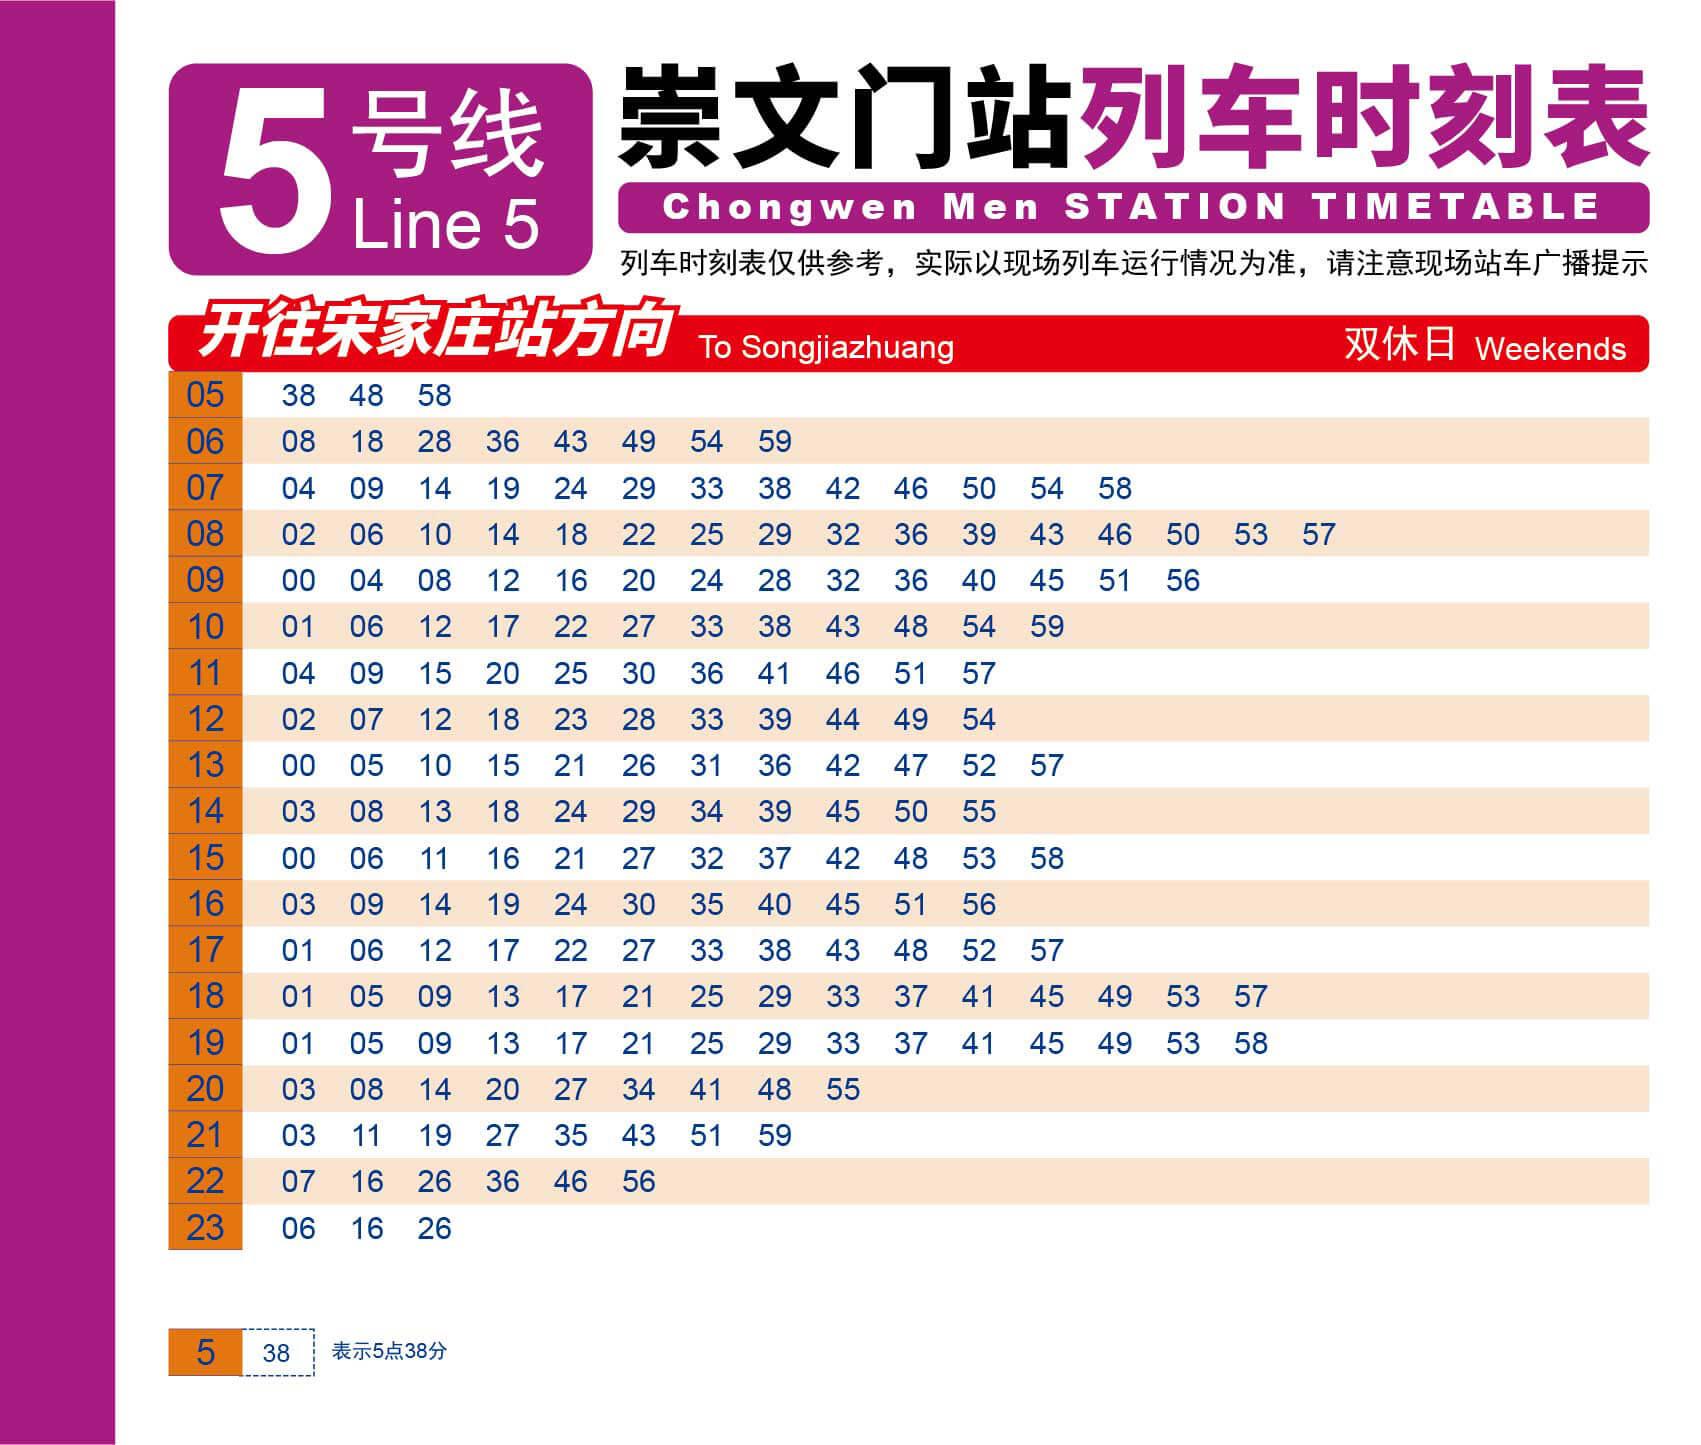 5 号线
Line 5
崇文门站列车时刻表
Chongwen Men STATION TIMETABLE
列车时刻表仅供参考，实际以现场列车运行情况为准，请注意现场站车广播提示
开往宋家庄站方向 To Songjiazhuang 双休日 Weekends
05 38 48 58
06 08 18 28 36 43 49 54 59
07 04 09 14 19 24 29 33 38 42 46 50 54 58
08 02 06 10 14 18 22 25 29 32 36 39 43 46 50 53 57
09 00 04 08 12 16 20 24 28 32 36 40 45 51 56
10 01 06 12 17 22 27 33 38 43 48 54 59
11 04 09 15 20 25 30 36 41 46 51 57
12 02 07 12 18 23 28 33 39 44 49 54
13 00 05 10 15 21 26 31 36 42 47 52 57
14 03 08 13 18 24 29 34 39 45 50 55
15 00 06 11 16 21 27 32 37 42 48 53 58
16 03 09 14 19 24 30 35 40 45 51 56
17 01 06 12 17 22 27 33 38 43 48 52 57
18 01 05 09 13 17 21 25 29 33 37 41 45 49 53 57
19 01 05 09 13 17 21 25 29 33 37 41 45 49 53 58
20 03 08 14 20 27 34 41 48 55
21 03 11 19 27 35 43 51 59
22 07 16 26 36 46 56
23 06 16 26
5 38 表示5点38分